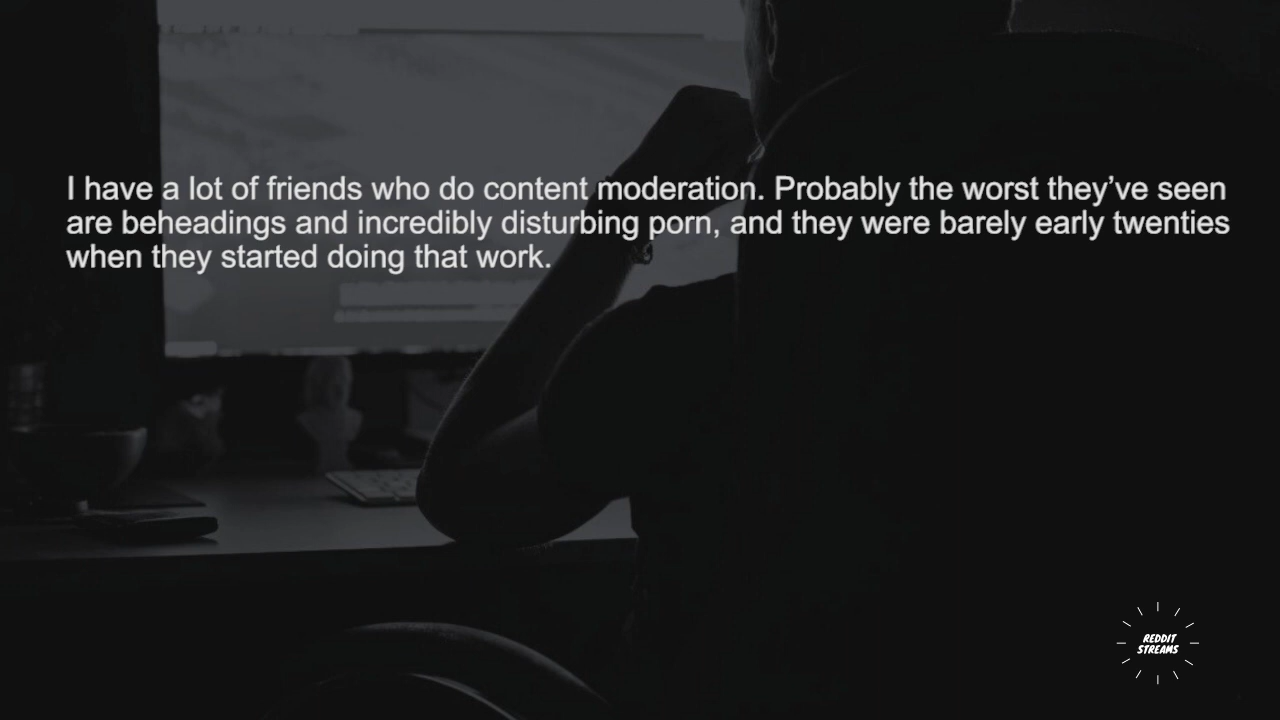 I have a lot of friends who do content moderation. Probably the worst they’ve seen
are beheadings and incredibly disturbing porn, and they were barely early twenties
when they started doing that work.
REDDIT
STREAMS